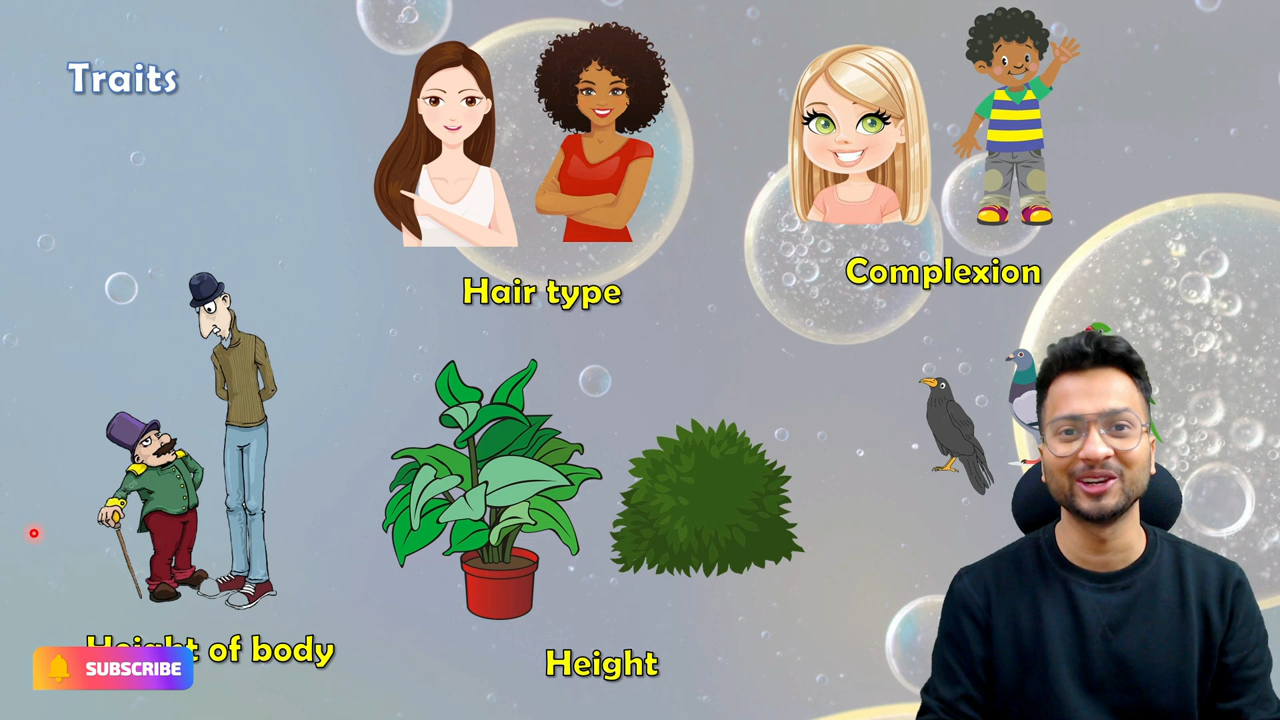 Traits
Hair type
Complexion
of body
Height
SUBSCRIBE